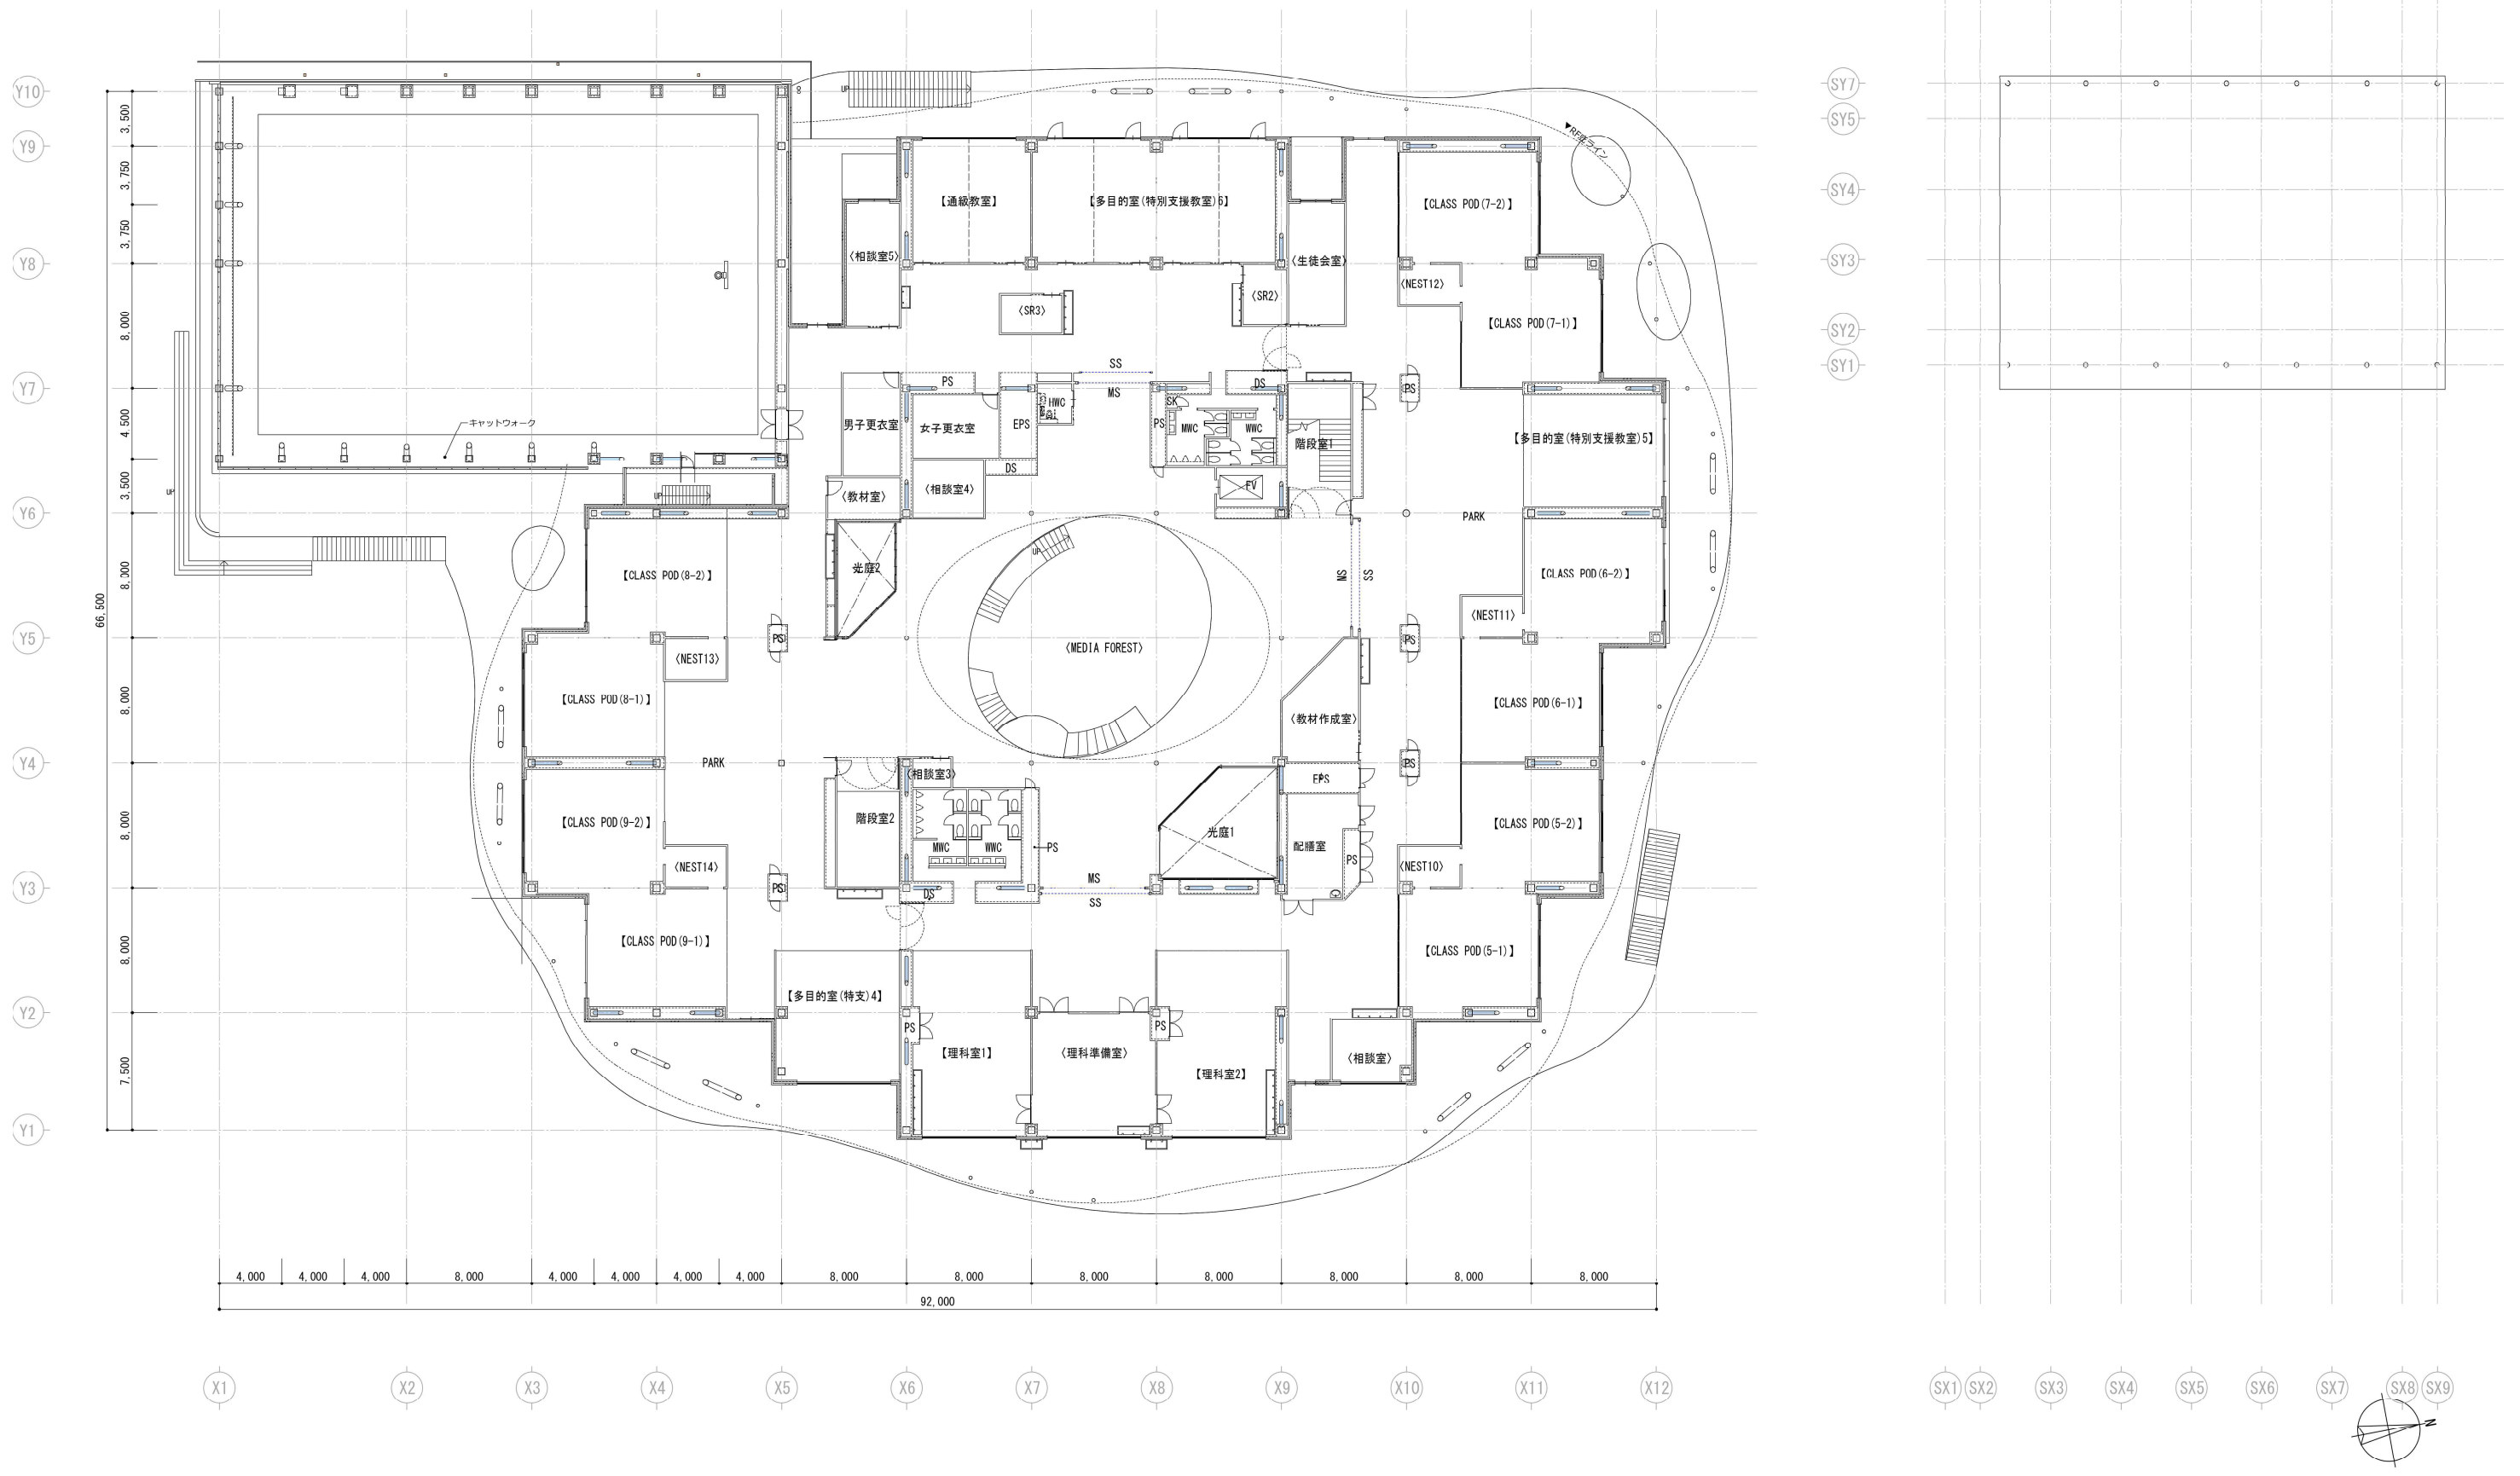 Y10
Y9
Y8
Y7
Y6
Y5
Y4
Y3
Y2
Y1
3,500
3,750
3,750
8,000
4,500
3,500
8,000
8,000
8,000
8,000
7,500
66,500
UP
▼RF庇ライン
【通級教室】
【多目的室(特別支援教室)6】
【CLASS POD(7-2)】
〈相談室5〉
〈生徒会室〉
〈NEST12〉
〈SR3〉
〈SR2〉
【CLASS POD(7-1)】
SS
PS
MS
DS
PS
HWC
SK
男子更衣室
女子更衣室
EPS
PS
MWC
WWC
階段室1
【多目的室(特別支援教室)5】
キャットウォーク
DS
UP
UP
〈教材室〉
〈相談室4〉
EV
PARK
UP
【CLASS POD(8-2)】
光庭2
MS
SS
【CLASS POD(6-2)】
〈NEST11〉
PS
PS
〈MEDIA FOREST〉
〈NEST13〉
【CLASS POD(8-1)】
【CLASS POD(6-1)】
〈教材作成室〉
PARK
PS
〈相談室3〉
EPS
【CLASS POD(9-2)】
階段室2
【CLASS POD(5-2)】
光庭1
MWC
WWC
PS
配膳室
PS
〈NEST14〉
〈NEST10〉
PS
MS
DS
SS
【CLASS POD(9-1)】
【CLASS POD(5-1)】
【多目的室(特支)4】
PS
PS
【理科室1】
〈理科準備室〉
【理科室2】
〈相談室〉
4,000
4,000
4,000
8,000
4,000
4,000
4,000
4,000
8,000
8,000
8,000
8,000
8,000
8,000
8,000
92,000
X1
X2
X3
X4
X5
X6
X7
X8
X9
X10
X11
X12
SY7
SY5
SY4
SY3
SY2
SY1
SX1
SX2
SX3
SX4
SX5
SX6
SX7
SX8
SX9
N